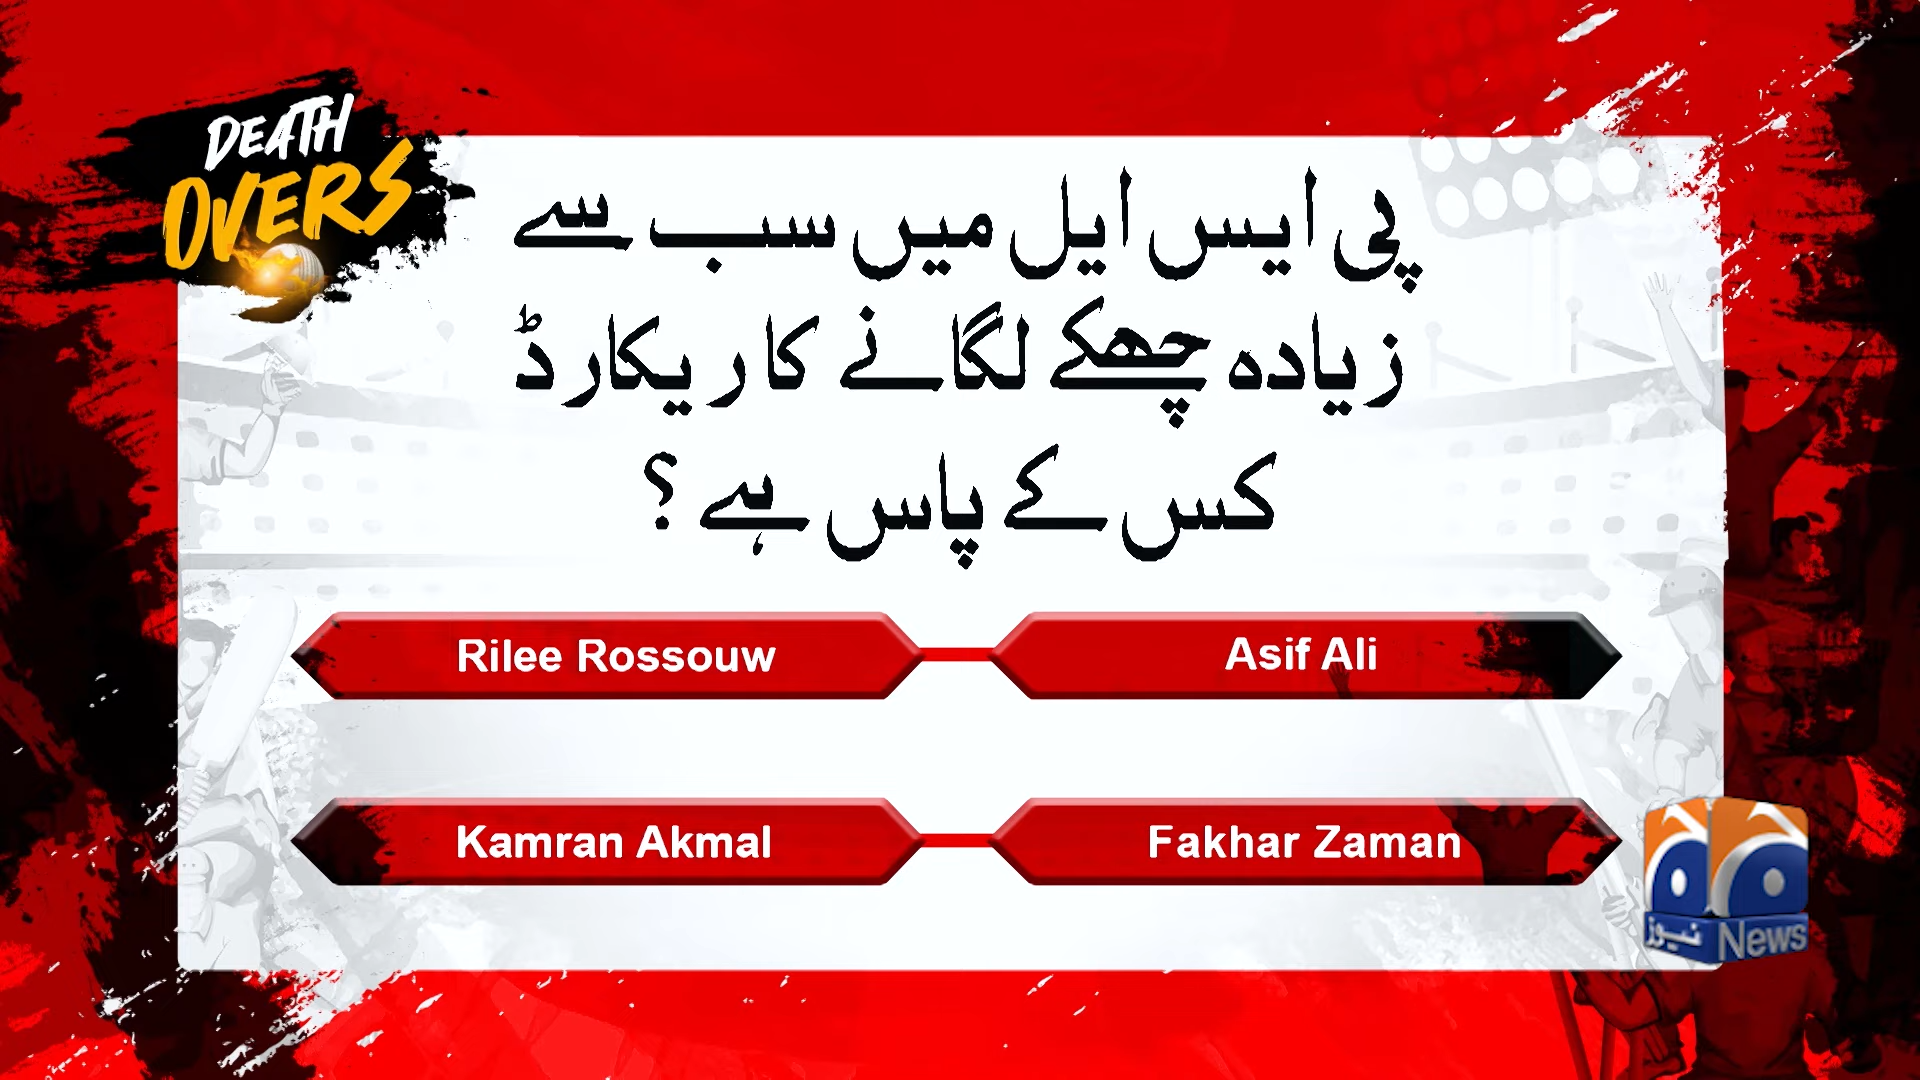 DEATH
OVERS
پی ایس ایل میں سب سے
زیادہ چھکے لگانے کا ریکارڈ
کس کے پاس ہے ؟
Rilee Rossouw
Asif Ali
Kamran Akmal
Fakhar Zaman
نیوز News